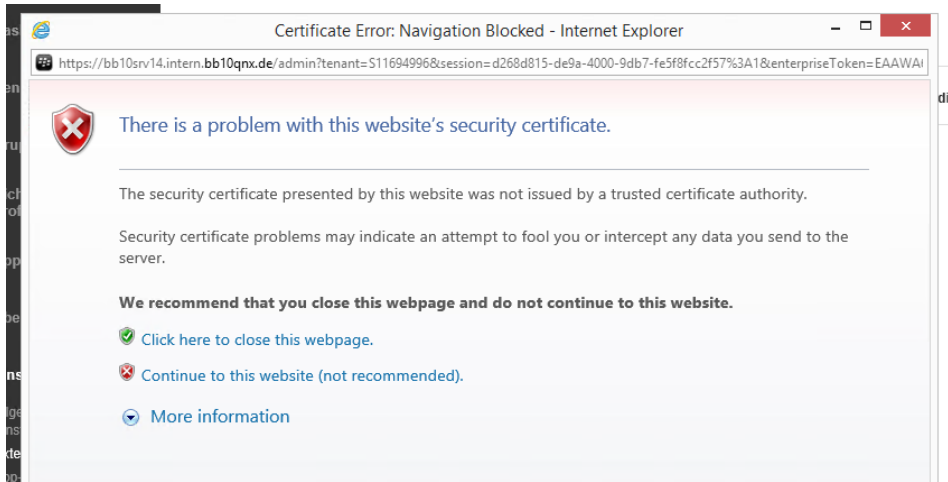 Certificate Error: Navigation Blocked - Internet Explorer
https://bb10srv14.intern.bb10qnx.de/admin?tenant=S11694996&session=d268d815-de9a-4000-9db7-fe5f8fcc2f57%3A1&enterpriseToken=EAAWA
There is a problem with this website's security certificate.
The security certificate presented by this website was not issued by a trusted certificate authority.
Security certificate problems may indicate an attempt to fool you or intercept any data you send to the
server.
We recommend that you close this webpage and do not continue to this website.
Click here to close this webpage.
Continue to this website (not recommended).
More information